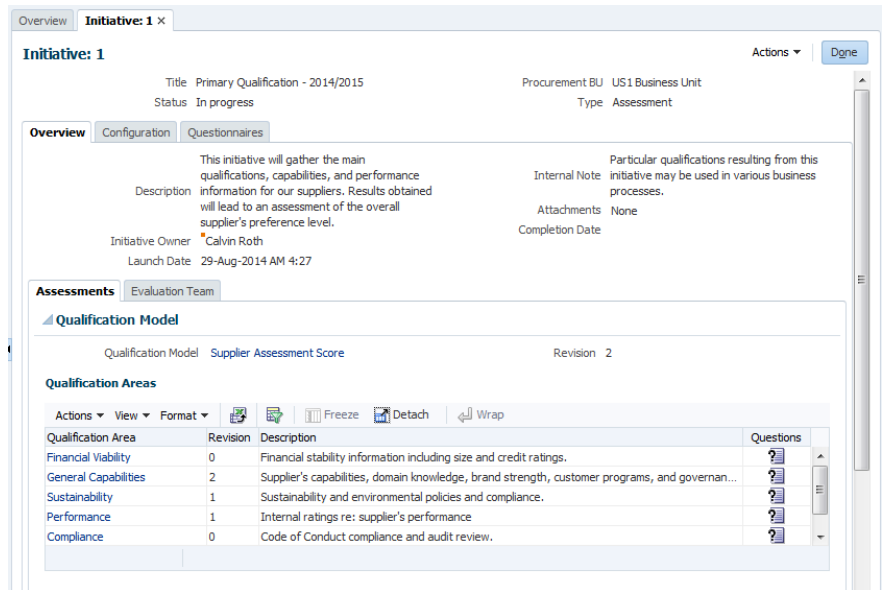 Overview Initiative: 1 ×
Initiative: 1 Actions Done
Title Primary Qualification - 2014/2015 Procurement BU US1 Business Unit
Status In progress Type Assessment
Overview Configuration Questionnaires
Description This initiative will gather the main
qualifications, capabilities, and performance
information for our suppliers. Results obtained
will lead to an assessment of the overall
supplier's preference level.
Internal Note Particular qualifications resulting from this
initiative may be used in various business
processes.
Attachments None
Initiative Owner Calvin Roth
Completion Date
Launch Date 29-Aug-2014 AM 4:27
Assessments Evaluation Team
Qualification Model
Qualification Model Supplier Assessment Score Revision 2
Qualification Areas
Actions View Format Freeze Detach Wrap
Qualification Area Revision Description Questions
Financial Viability 0 Financial stability information including size and credit ratings.
General Capabilities 2 Supplier's capabilities, domain knowledge, brand strength, customer programs, and governan...
Sustainability 1 Sustainability and environmental policies and compliance.
Performance 1 Internal ratings re: supplier's performance
Compliance 0 Code of Conduct compliance and audit review.